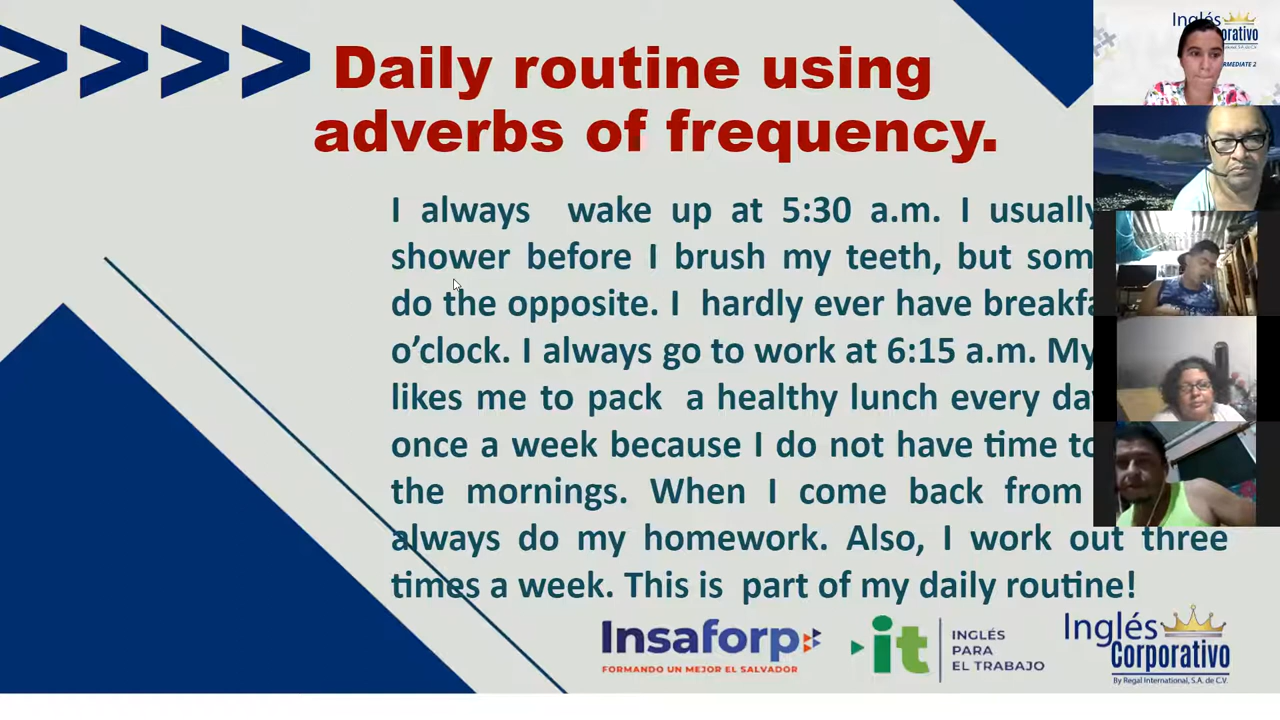 Daily routine using
adverbs of frequency.
I always wake up at 5:30 a.m. I usually
shower before I brush my teeth, but som
do the opposite. I hardly ever have breakfa
o’clock. I always go to work at 6:15 a.m. My
likes me to pack a healthy lunch every day
once a week because I do not have time to
the mornings. When I come back from
always do my homework. Also, I work out three
times a week. This is part of my daily routine!
Insaforp
FORMANDO UN MEJOR EL SALVADOR
it
INGLÉS
PARA
EL TRABAJO
Inglés
Corporativo
By Regal International, S.A. de C.V.
Inglés
orporativo
RMEDIATE 2